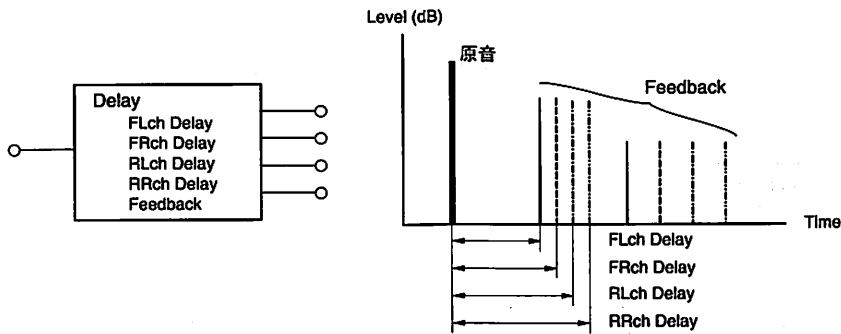 Delay
FLch Delay
FRch Delay
RLch Delay
RRch Delay
Feedback
Level (dB)
原音
Feedback
Time
FLch Delay
FRch Delay
RLch Delay
RRch Delay